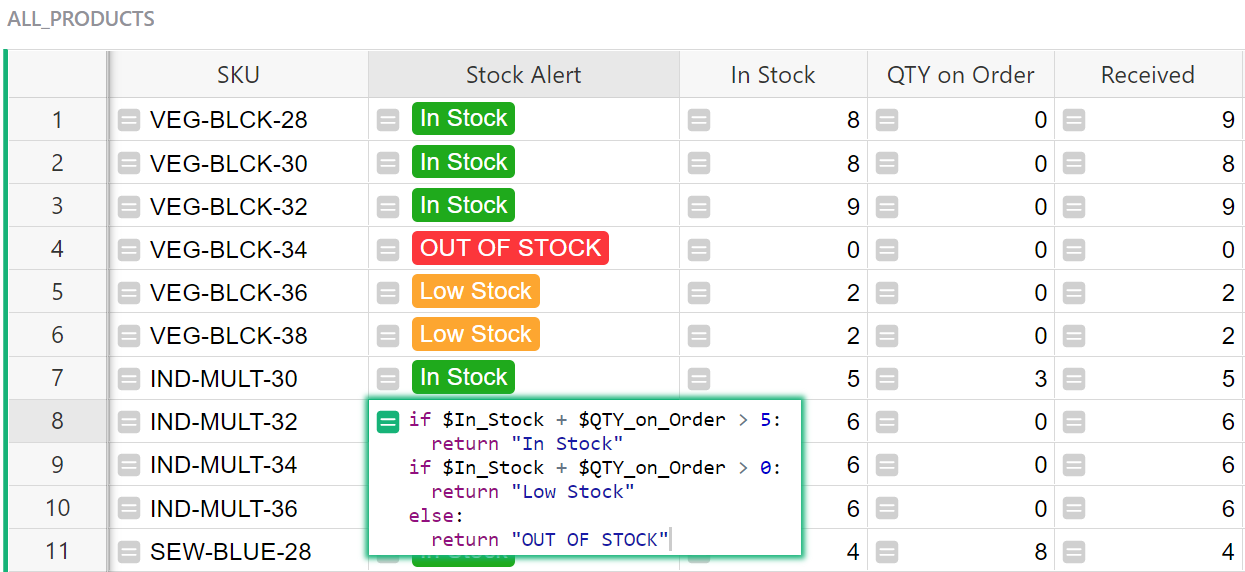 ALL_PRODUCTS
SKU Stock Alert In Stock QTY on Order Received
1 = VEG-BLCK-28 = In Stock = 8 = 0 = 9
2 = VEG-BLCK-30 = In Stock = 8 = 0 = 8
3 = VEG-BLCK-32 = In Stock = 9 = 0 = 9
4 = VEG-BLCK-34 = OUT OF STOCK = 0 = 0 = 0
5 = VEG-BLCK-36 = Low Stock = 2 = 0 = 2
6 = VEG-BLCK-38 = Low Stock = 2 = 0 = 2
7 = IND-MULT-30 = In Stock = 5 = 3 = 5
8 = IND-MULT-32 6 = 0 = 6
9 = IND-MULT-34 6 = 0 = 6
10 = IND-MULT-36 6 = 0 = 6
11 = SEW-BLUE-28 In Stock 4 = 8 = 4
= if $In_Stock + $QTY_on_Order > 5:
return "In Stock"
if $In_Stock + $QTY_on_Order > 0:
return "Low Stock"
else:
return "OUT OF STOCK"